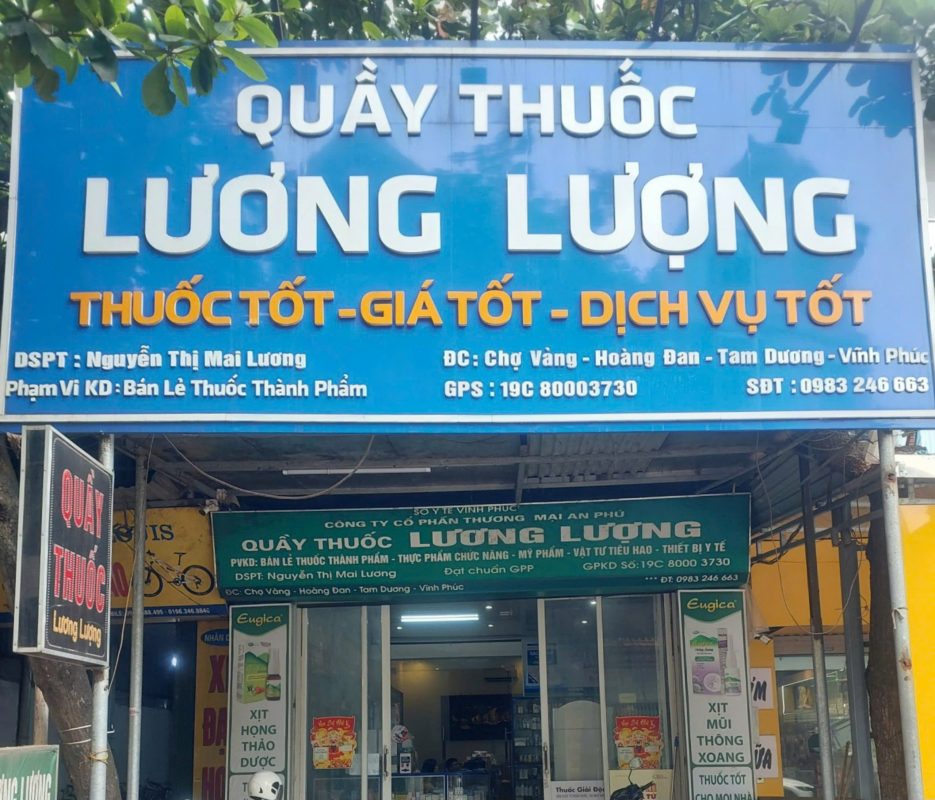 QUẦY THUỐC
LƯƠNG LƯỢNG
THUỐC TỐT - GIÁ TỐT - DỊCH VỤ TỐT
DSPT : Nguyễn Thị Mai Lương
ĐC: Chợ Vàng - Hoàng Đan - Tam Dương - Vĩnh Phúc
Phạm Vi KD: Bán Lẻ Thuốc Thành Phẩm
GPS : 19C 80003730
SĐT : 0983 246 663
QUẦY
THUỐC
Lương Lượng
SỞ Y TẾ VĨNH PHÚC
CÔNG TY CỔ PHẦN THƯƠNG MẠI AN PHÚ
QUẦY THUỐC LƯƠNG LƯỢNG
PVKD: BÁN LẺ THUỐC THÀNH PHẨM - THỰC PHẨM CHỨC NĂNG - MỸ PHẨM - VẬT TƯ TIÊU HAO - THIẾT BỊ Y TẾ
DSPT: Nguyễn Thị Mai Lương
Đạt chuẩn GPP
GPKD Số: 19C 8000 3730
ĐC: Chợ Vàng - Hoàng Đan - Tam Dương - Vĩnh Phúc
*** ĐT: 0983 246 663
Eugica
XỊT
HỌNG
THẢO
DƯỢC
Eugica
XỊT
MŨI
THÔNG
XOANG
THUỐC TỐT
CHO MỌI NHÀ
Thuốc Giải Độc